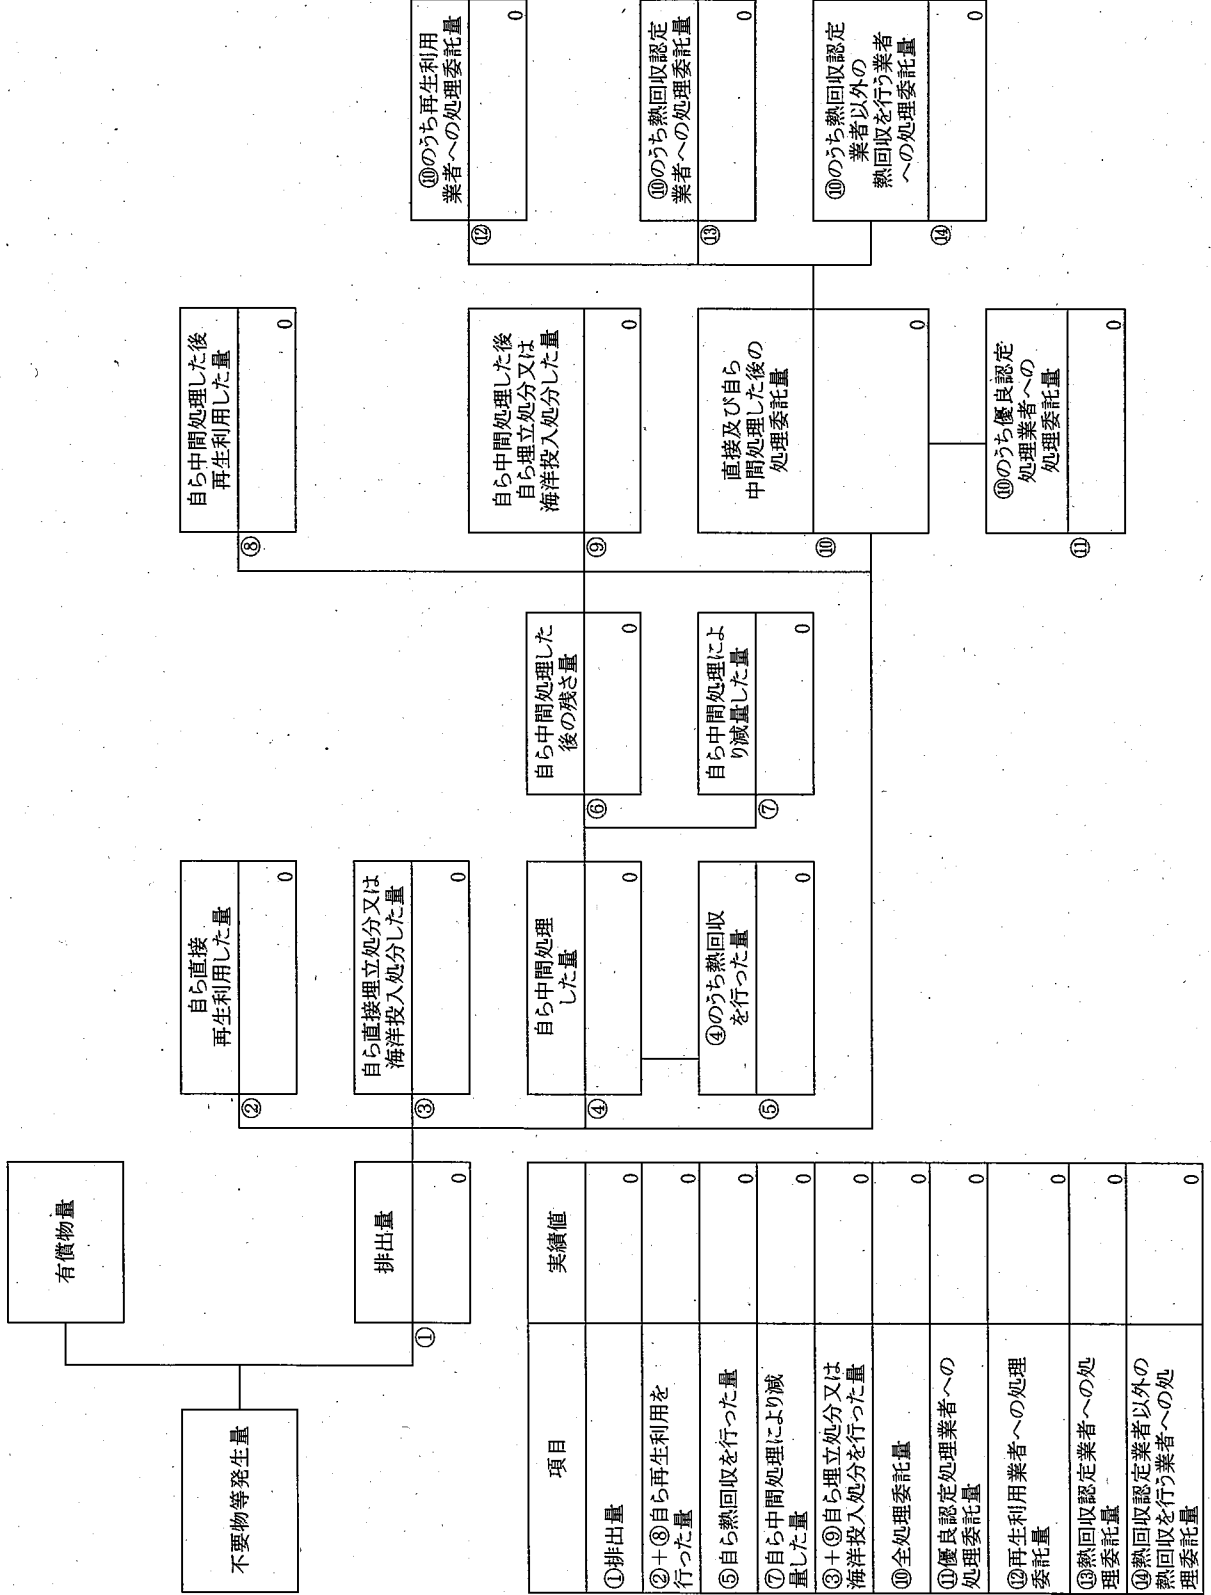 有償物量
不要物等発生量
①
排出量
0
②
自ら直接
再生利用した量
0
③
自ら直接埋立処分又は
海洋投入処分した量
0
④
自ら中間処理
した量
0
⑤
④のうち熱回収
を行った量
0
⑥
自ら中間処理した
後の残さ量
0
⑦
自ら中間処理によ
り減量した量
0
⑧
自ら中間処理した後
再生利用した量
0
⑨
自ら中間処理した後
自ら埋立処分又は
海洋投入処分した量
0
⑩
直接及び自ら
中間処理した後の
処理委託量
0
⑪
⑩のうち優良認定
処理業者への
処理委託量
0
⑫
⑩のうち再生利用
業者への処理委託量
0
⑬
⑩のうち熱回収認定
業者への処理委託量
0
⑭
⑩のうち熱回収認定
業者以外の
熱回収を行う業者
への処理委託量
0
項目
実績値
①排出量
0
②+⑧自ら再生利用を
行った量
0
⑤自ら熱回収を行った量
0
⑦自ら中間処理により減
量した量
0
③+⑨自ら埋立処分又は
海洋投入処分を行った量
0
⑩全処理委託量
0
⑪優良認定処理業者への
処理委託量
0
⑫再生利用業者への処理
委託量
0
⑬熱回収認定業者への処
理委託量
0
⑭熱回収認定業者以外の
熱回収を行う業者への処
理委託量
0